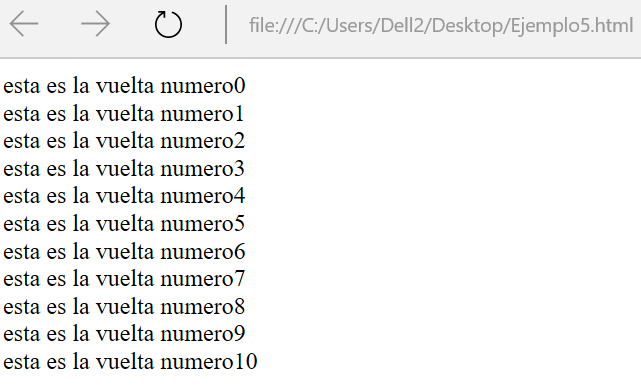 file:///C:/Users/Dell2/Desktop/Ejemplo5.html
esta es la vuelta numero0
esta es la vuelta numero1
esta es la vuelta numero2
esta es la vuelta numero3
esta es la vuelta numero4
esta es la vuelta numero5
esta es la vuelta numero6
esta es la vuelta numero7
esta es la vuelta numero8
esta es la vuelta numero9
esta es la vuelta numero10